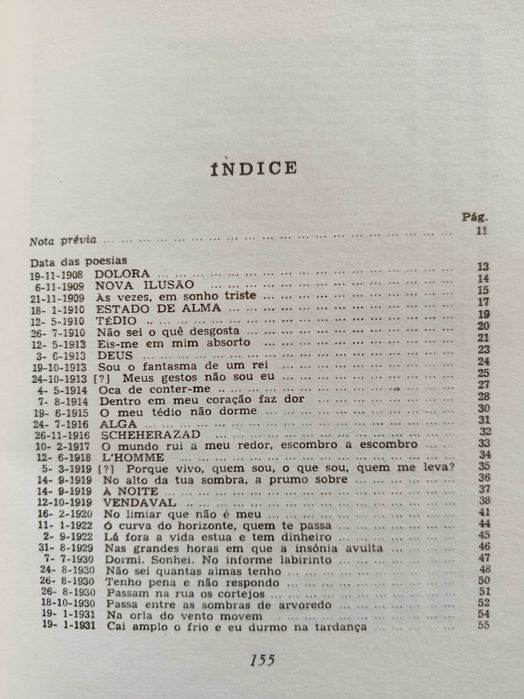 ÍNDICE
Pág.
Nota prévia ... ... ... ... ... ... ... ... ... ... ... ... ... ... ... ... 11
Data das poesias
19-11-1908 DOLORA ... ... ... ... ... ... ... ... ... ... ... ... 13
6-11-1909 NOVA ILUSÃO ... ... ... ... ... ... ... ... ... ... 14
21-11-1909 Às vezes, em sonho triste ... ... ... ... ... ... ... ... 15
18- 1-1910 ESTADO DE ALMA ... ... ... ... ... ... ... ... ... 17
12- 5-1910 TÉDIO .. ... ... ... ... ... ... ... ... ... ... ... ... 19
26- 7-1910 Não sei o quê desgosta ... ... ... ... ... ... ... ... 20
12- 5-1913 Eis-me em mim absorto ... ... ... ... ... ... ... ... 21
3- 6-1913 DEUS ... ... ... ... ... ... ... ... ... ... ... ... ... 23
19-10-1913 Sou o fantasma de um rei ... ... ... ... ... ... ... 24
24-10-1913 [?] Meus gestos não sou eu ... ... ... ... ... ... ... 25
4- 5-1914 Oca de conter-me .. ... ... ... ... ... ... ... ... ... 27
7- 8-1914 Dentro em meu coração faz dor ... ... ... ... ... ... 28
19- 6-1915 O meu tédio não dorme ... ... ... ... ... ... ... ... 30
24- 7-1916 ALGA ... ... ... ... ... ... ... ... ... ... ... ... ... 31
26-11-1916 SCHEHERAZAD ... ... ... ... ... ... ... ... ... ... 32
10- 2-1917 O mundo rui a meu redor, escombro a escombro ... ... 33
12- 6-1918 L'HOMME ... ... ... ... ... ... ... ... ... ... ... ... 34
5- 3-1919 [?] Porque vivo, quem sou, o que sou, quem me leva? 35
14- 9-1919 No alto da tua sombra, a prumo sobre ... ... ... ... 36
14- 9-1919 À NOITE ... ... ... ... ... ... ... ... ... ... ... ... 37
12-10-1919 VENDAVAL ... ... ... ... ... ... ... ... ... ... ... 38
16- 2-1920 No limiar que não é meu ... ... ... ... ... ... ... ... 41
11- 1-1922 Ó curva do horizonte, quem te passa ... ... ... ... ... 44
2- 9-1922 Lá fora a vida estua e tem dinheiro ... ... ... ... ... 45
31- 8-1929 Nas grandes horas em que a insónia avulta ... ... ... 46
7- 7-1930 Dormi. Sonhei. No informe labirinto ... ... ... ... ... 47
24- 8-1930 Não sei quantas almas tenho ... ... ... ... ... ... ... 48
26- 8-1930 Tenho pena e não respondo ... ... ... ... ... ... ... 50
26- 8-1930 Passam na rua os cortejos ... ... ... ... ... ... ... ... 51
18-10-1930 Passa entre as sombras de arvoredo ... ... ... ... ... 52
19- 1-1931 Na orla do vento movem ... ... ... ... ... ... ... ... 54
19- 1-1931 Cai amplo o frio e eu durmo na tardança ... ... ... ... 55
155